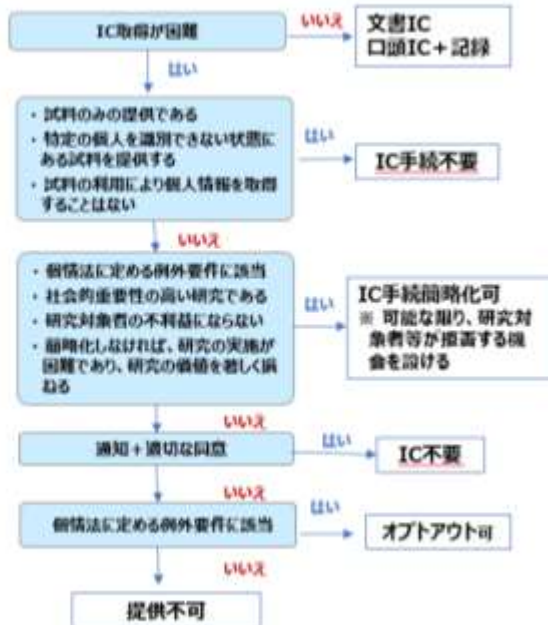 IC取得が困難
いいえ
文書IC
口頭IC+記録
はい
・ 試料のみの提供である
・ 特定の個人を識別できない状態に
ある試料を提供する
・ 試料の利用により個人情報を取得
することはない
はい
IC手続不要
いいえ
・ 個情法に定める例外要件に該当
・ 社会的重要性の高い研究である
・ 研究対象者の不利益にならない
・ 簡略化しなければ、研究の実施が
困難であり、研究の価値を著しく損
ねる
はい
IC手続簡略化可
※ 可能な限り、研究対
象者等が拒否する機
会を設ける
いいえ
通知+適切な同意
はい
IC不要
いいえ
個情法に定める例外要件に該当
はい
オプトアウト可
いいえ
提供不可